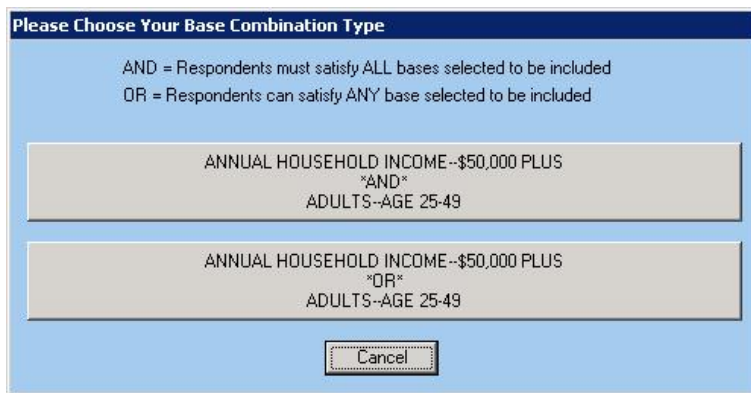 Please Choose Your Base Combination Type
AND = Respondents must satisfy ALL bases selected to be included
OR = Respondents can satisfy ANY base selected to be included
ANNUAL HOUSEHOLD INCOME--$50,000 PLUS
*AND*
ADULTS--AGE 25-49
ANNUAL HOUSEHOLD INCOME--$50,000 PLUS
*OR*
ADULTS--AGE 25-49
Cancel